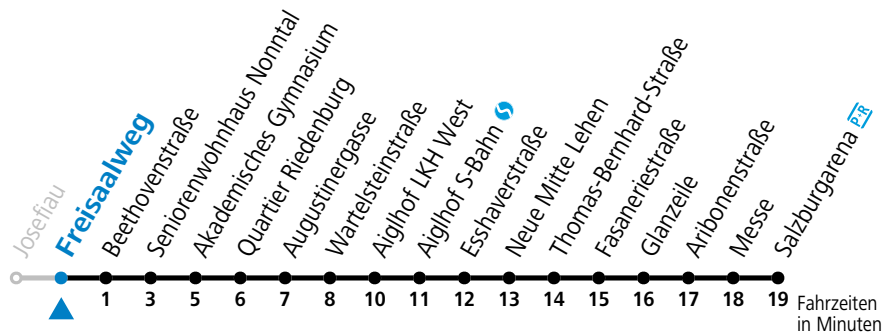 Josefiau
Freisaalweg
Beethovenstraße
Seniorenwohnhaus Nonntal
Akademisches Gymnasium
Quartier Riedenburg
Augustinergasse
Wartelsteinstraße
Aiglhof LKH West
Aiglhof S-Bahn
Esshaverstraße
Neue Mitte Lehen
Thomas-Bernhard-Straße
Fasaneriestraße
Glanzeile
Aribonenstraße
Messe
Salzburgarena P+R
1 3 5 6 7 8 10 11 12 13 14 15 16 17 18 19 Fahrzeiten
in Minuten